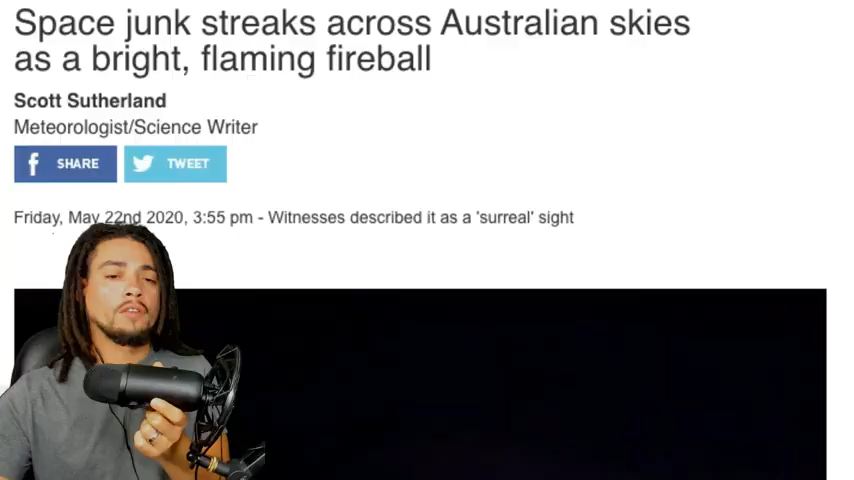 Space junk streaks across Australian skies
as a bright, flaming fireball
Scott Sutherland
Meteorologist/Science Writer
SHARE TWEET
Friday, May 22nd 2020, 3:55 pm - Witnesses described it as a 'surreal' sight